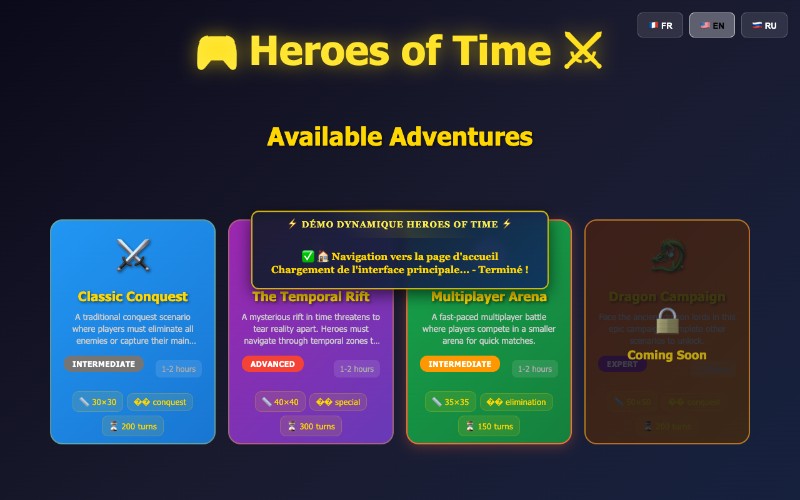 🎮 Heroes of Time ⚔
🇫🇷 FR
🇺🇸 EN
🇷🇺 RU
Available Adventures
⚡ DÉMO DYNAMIQUE HEROES OF TIME ⚡
✅ 🏠 Navigation vers la page d'accueil
Chargement de l'interface principale... - Terminé !
Classic Conquest
A traditional conquest scenario
where players must eliminate all
enemies or capture their main...
INTERMEDIATE
1-2 hours
📏 30×30
�� conquest
⏳ 200 turns
The Temporal Rift
A mysterious rift in time threatens to
tear reality apart. Heroes must
navigate through temporal zones t...
ADVANCED
1-2 hours
📏 40×40
�� special
⏳ 300 turns
Multiplayer Arena
A fast-paced multiplayer battle
where players compete in a smaller
arena for quick matches.
INTERMEDIATE
1-2 hours
📏 35×35
�� elimination
⏳ 150 turns
Dragon Campaign
Coming Soon
EXPERT